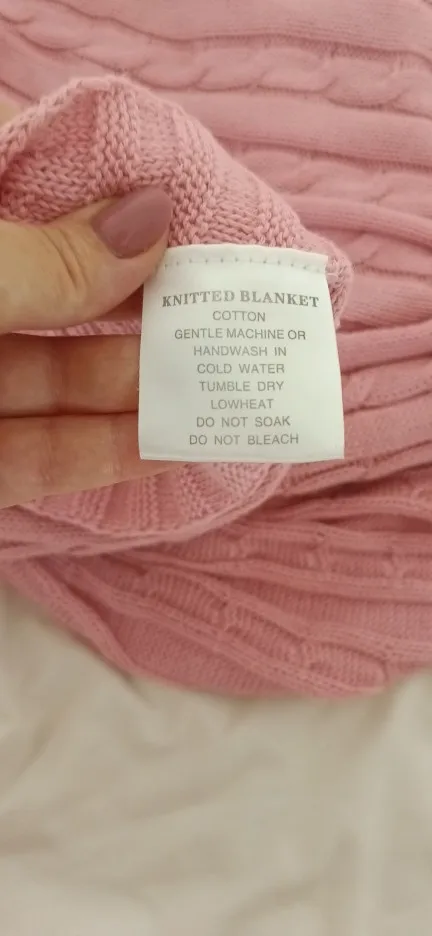 KNITTED BLANKET
COTTON
GENTLE MACHINE OR
HANDWASH IN
COLD WATER
TUMBLE DRY
LOWHEAT
DO NOT SOAK
DO NOT BLEACH